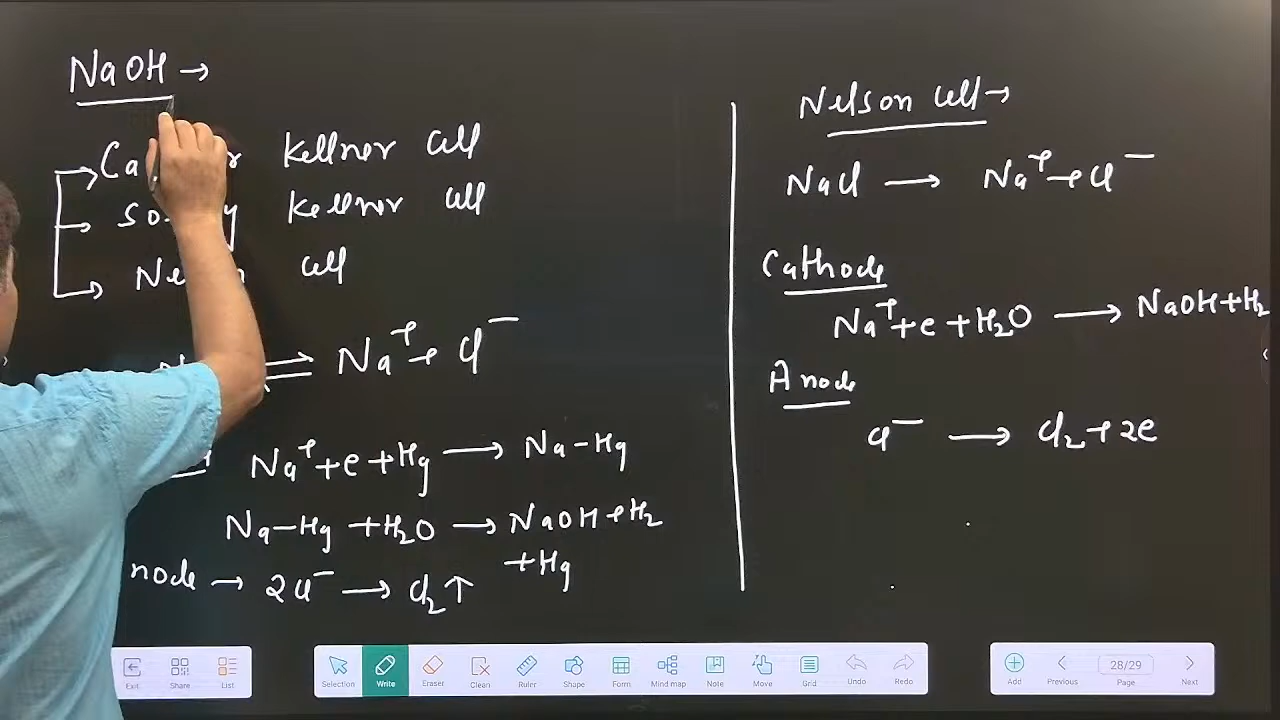 NaOH →
Kellner Cell
Kellner Cell
Cell
⇌ Na⁺ + Cl⁻
Na⁺ + e + Hg ⟶ Na-Hg
Na-Hg + H₂O ⟶ NaOH + H₂
+ Hg
node → 2Cl⁻ ⟶ Cl₂ ↑
Nelson Cell →
NaCl ⟶ Na⁺ + Cl⁻
Cathode
Na⁺ + e + H₂O ⟶ NaOH + H₂
Anode
Cl⁻ ⟶ Cl₂ + 2e
Exit Share List
Selection Write Eraser Clean Ruler Shape Form Mind map Note Move Grid Undo Redo
Add Previous 28/29 Page Next